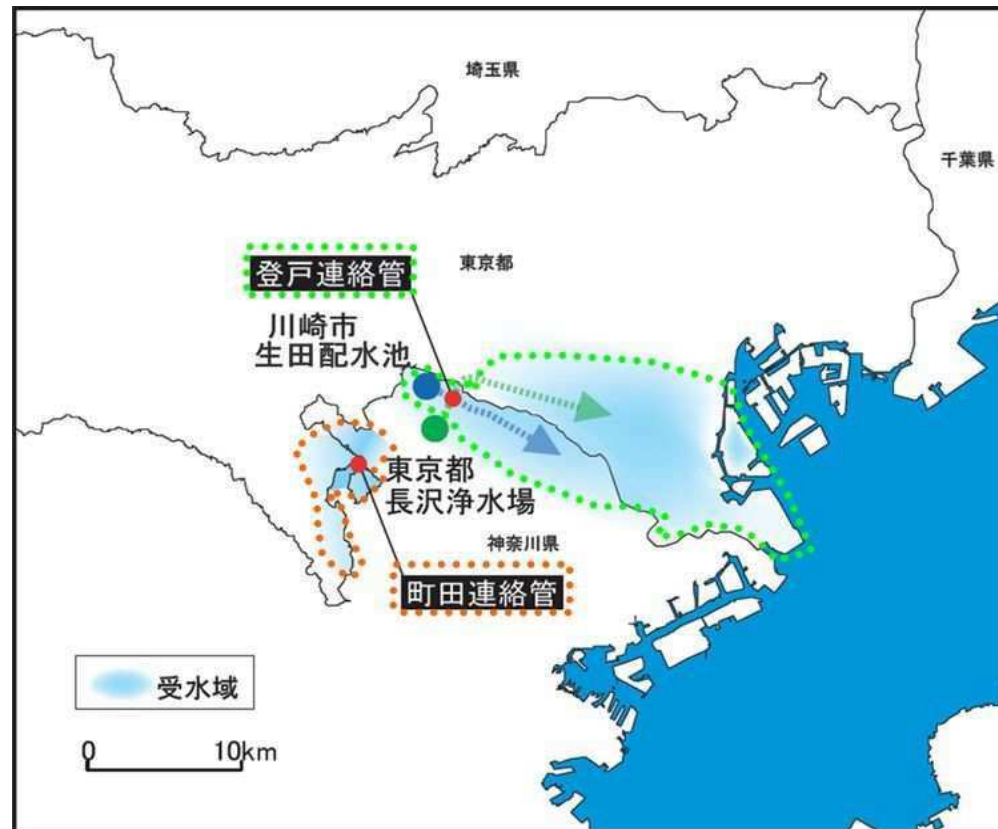 埼玉県
千葉県
東京都
登戸連絡管
川崎市
生田配水池
東京都
長沢浄水場
神奈川県
町田連絡管
受水域
0 10km